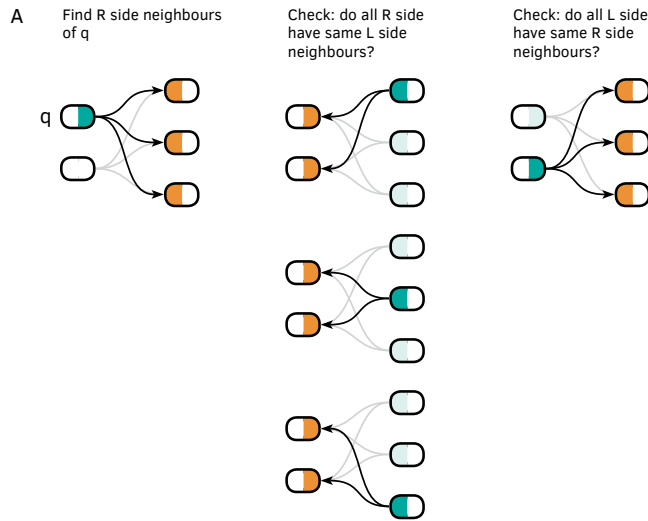 A
Find R side neighbours
of q
Check: do all R side
have same L side
neighbours?
Check: do all L side
have same R side
neighbours?
q